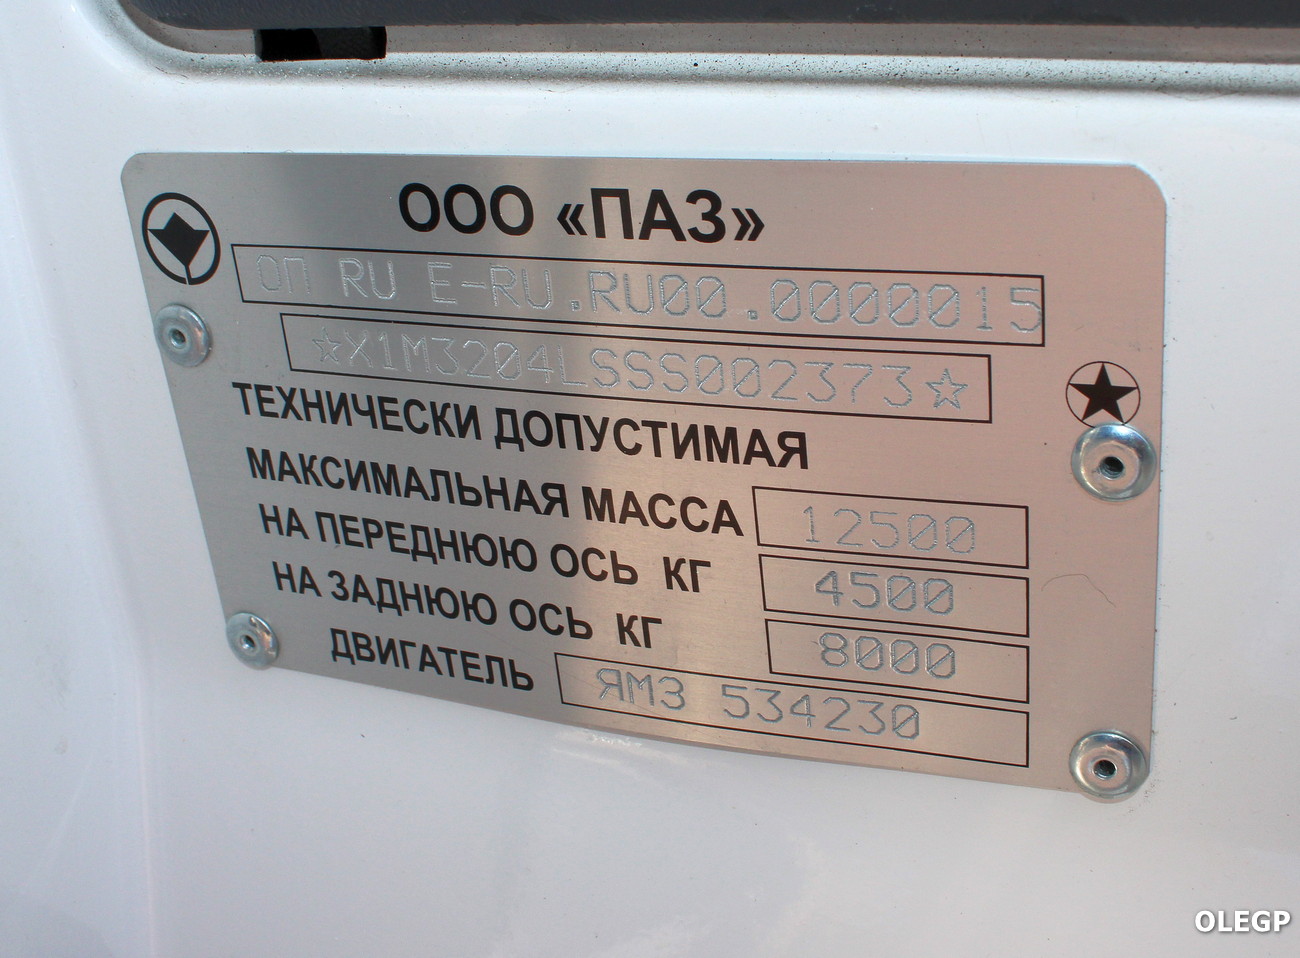 ООО «ПАЗ»
ОП RU E-RU.RU00.0000015
☆X1M3204LSSS002373☆
ТЕХНИЧЕСКИ ДОПУСТИМАЯ
МАКСИМАЛЬНАЯ МАССА 12500
НА ПЕРЕДНЮЮ ОСЬ КГ 4500
НА ЗАДНЮЮ ОСЬ КГ 8000
ДВИГАТЕЛЬ ЯМЗ 534230
OLEGP